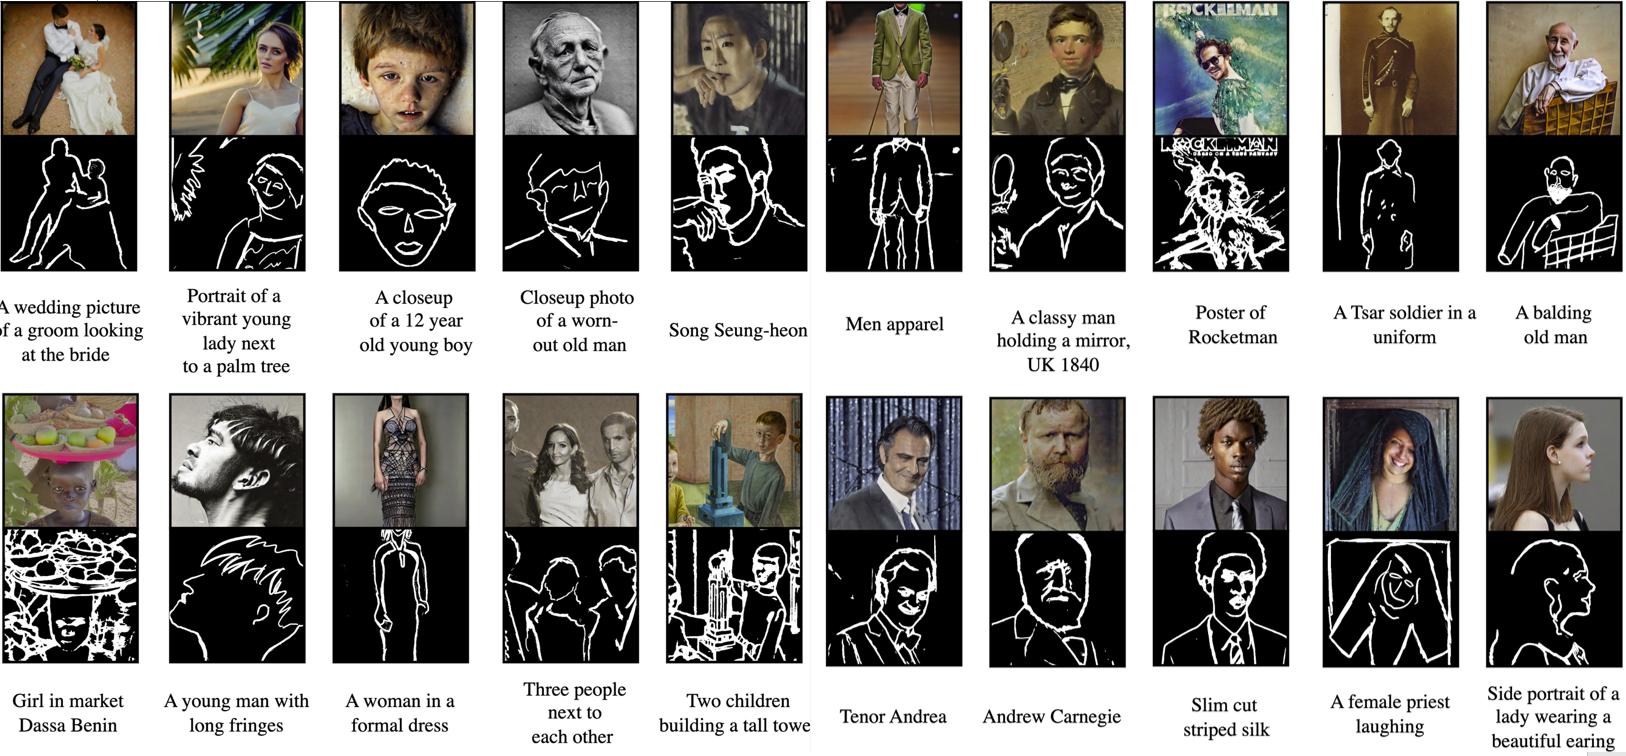 ROCKETMAN
ROCKETMAN
BASED ON A TRUE FANTASY
A wedding picture
of a groom looking
at the bride
Portrait of a
vibrant young
lady next
to a palm tree
A closeup
of a 12 year
old young boy
Closeup photo
of a worn-
out old man
Song Seung-heon
Men apparel
A classy man
holding a mirror,
UK 1840
Poster of
Rocketman
A Tsar soldier in a
uniform
A balding
old man
Girl in market
Dassa Benin
A young man with
long fringes
A woman in a
formal dress
Three people
next to
each other
Two children
building a tall towe
Tenor Andrea
Andrew Carnegie
Slim cut
striped silk
A female priest
laughing
Side portrait of a
lady wearing a
beautiful earing